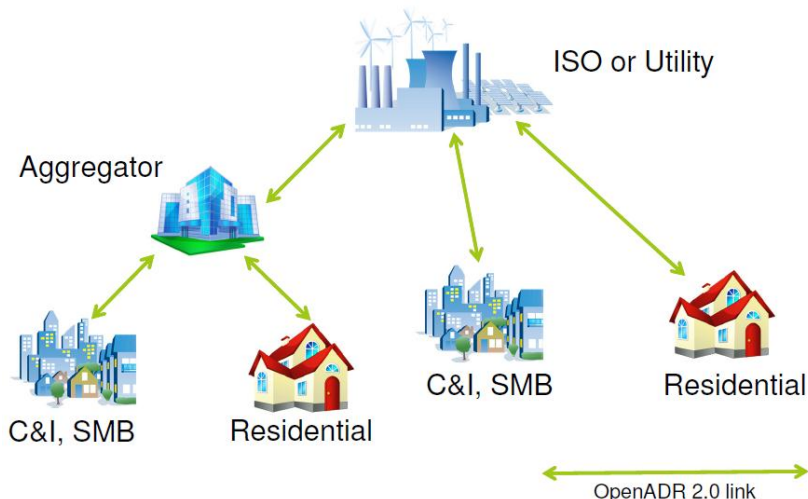 ISO or Utility
Aggregator
C&I, SMB
Residential
C&I, SMB
Residential
OpenADR 2.0 link